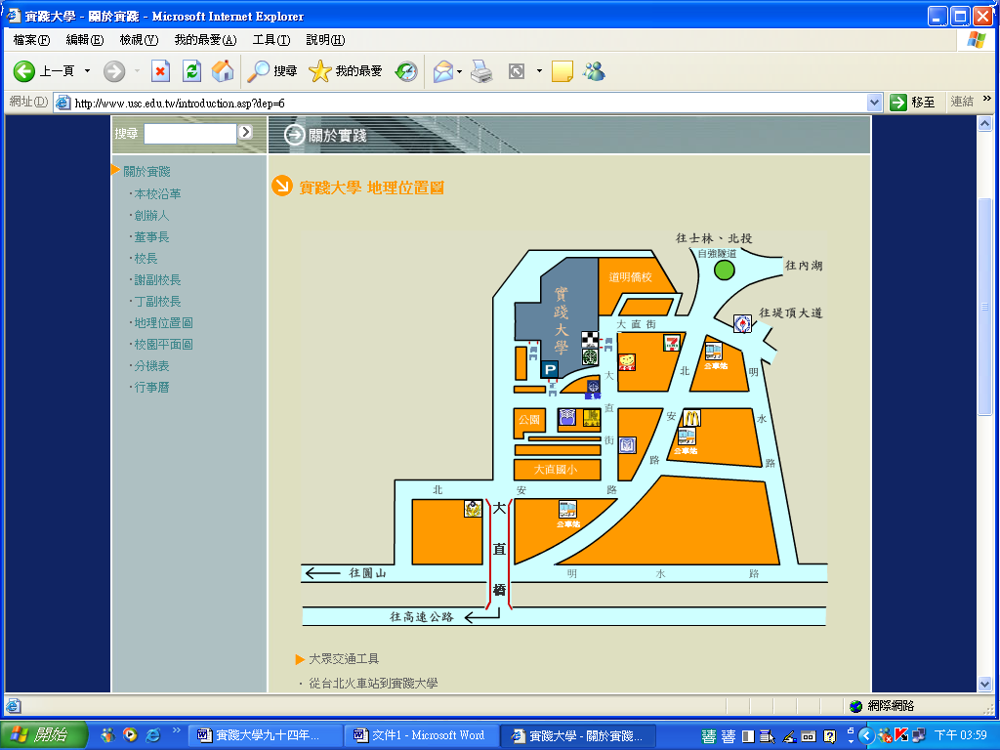 實踐大學 - 關於實踐 - Microsoft Internet Explorer
檔案(F) 編輯(E) 檢視(V) 我的最愛(A) 工具(T) 說明(H)
上一頁 搜尋 我的最愛
網址(D) http://www.usc.edu.tw/introduction.asp?dep=6 移至 連結 »
搜尋
關於實踐
關於實踐
·本校沿革
·創辦人
·董事長
·校長
·謝副校長
·丁副校長
·地理位置圖
·校園平面圖
·分機表
·行事曆
實踐大學 地理位置圖
往士林、北投
自強隧道
往內湖
道明僑校
實踐大學
往堤頂大道
大直街
P
7
公車站
大直街
北安路
明水路
公園
公車站
大直國小
北安路
公車站
大直橋
往圓山
明水路
往高速公路
大眾交通工具
· 從台北火車站到實踐大學
網際網路
開始 » 實踐大學九十四年... 文件1 - Microsoft Word 實踐大學 - 關於實踐... 下午 03:59